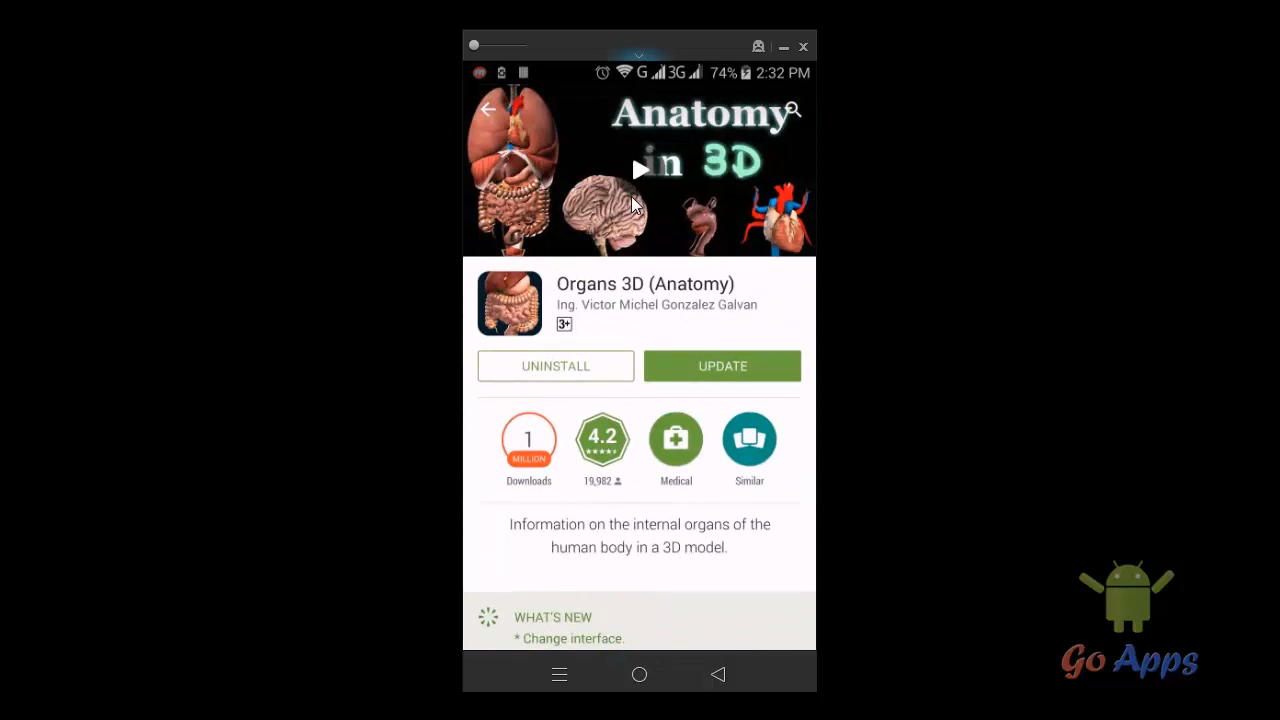 G 3G 74% 2:32 PM
Anatomy
in 3D
Organs 3D (Anatomy)
Ing. Victor Michel Gonzalez Galvan
3+
UNINSTALL UPDATE
1 4.2
MILLION
Downloads 19,982 Medical Similar
Information on the internal organs of the
human body in a 3D model.
WHAT'S NEW
* Change interface.
Go Apps